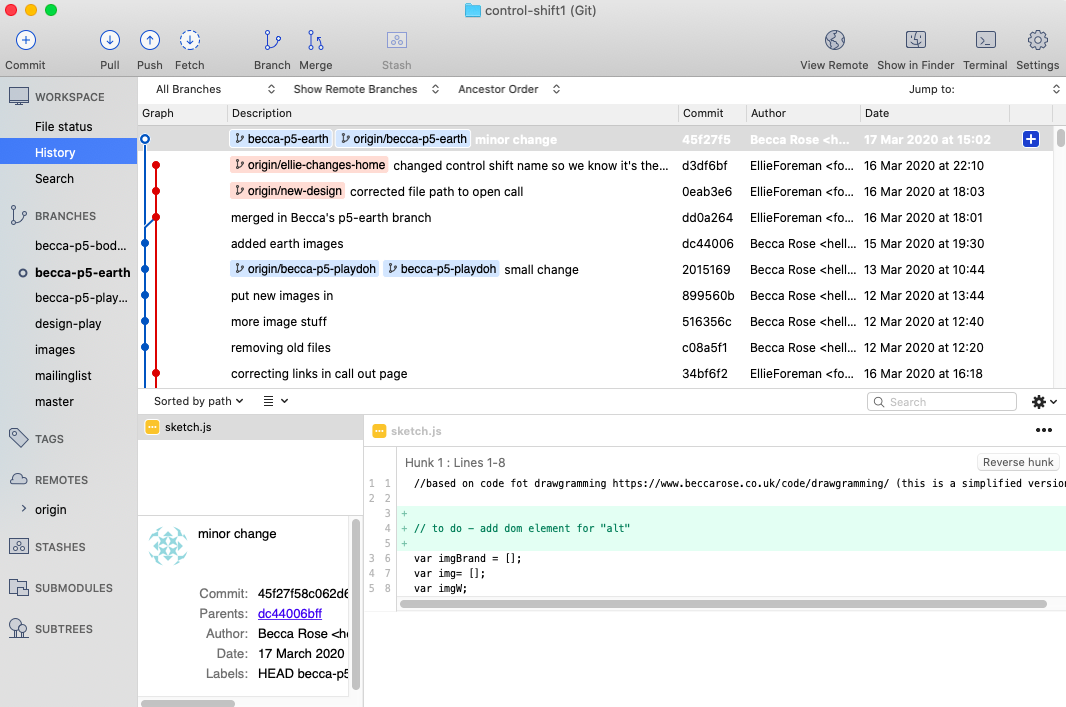 control-shift1 (Git)
Commit Pull Push Fetch Branch Merge Stash View Remote Show in Finder Terminal Settings
WORKSPACE
File status
History
Search
BRANCHES
becca-p5-bod...
becca-p5-earth
becca-p5-play...
design-play
images
mailinglist
master
TAGS
REMOTES
origin
STASHES
SUBMODULES
SUBTREES
All Branches Show Remote Branches Ancestor Order Jump to:
Graph Description Commit Author Date
becca-p5-earth origin/becca-p5-earth minor change 45f27f5 Becca Rose <h... 17 Mar 2020 at 15:02
origin/ellie-changes-home changed control shift name so we know it's the... d3df6bf EllieForeman <fo... 16 Mar 2020 at 22:10
origin/new-design corrected file path to open call 0eab3e6 EllieForeman <fo... 16 Mar 2020 at 18:03
merged in Becca's p5-earth branch dd0a264 EllieForeman <fo... 16 Mar 2020 at 18:01
added earth images dc44006 Becca Rose <hell... 15 Mar 2020 at 19:30
origin/becca-p5-playdoh becca-p5-playdoh small change 2015169 Becca Rose <hell... 13 Mar 2020 at 10:44
put new images in 899560b Becca Rose <hell... 12 Mar 2020 at 13:44
more image stuff 516356c Becca Rose <hell... 12 Mar 2020 at 12:40
removing old files c08a5f1 Becca Rose <hell... 12 Mar 2020 at 12:20
correcting links in call out page 34bf6f2 EllieForeman <fo... 16 Mar 2020 at 16:18
Sorted by path Search
sketch.js
minor change
Commit: 45f27f58c062d6
Parents: dc44006bff
Author: Becca Rose <he
Date: 17 March 2020
Labels: HEAD becca-p5
sketch.js
Hunk 1 : Lines 1-8 Reverse hunk
1 1 //based on code fot drawgramming https://www.beccarose.co.uk/code/drawgramming/ (this is a simplified version
2 2
3 +
4 + // to do - add dom element for "alt"
5 +
3 6 var imgBrand = [];
4 7 var img= [];
5 8 var imgW;